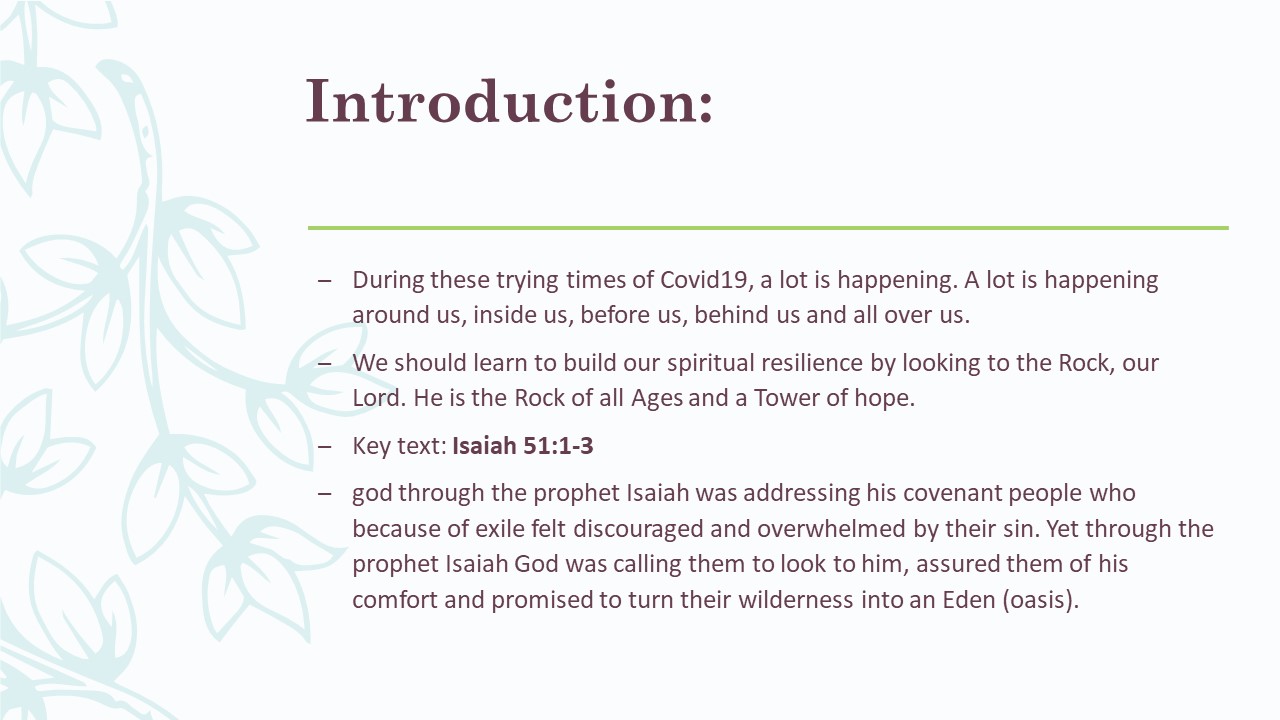 Introduction:
– During these trying times of Covid19, a lot is happening. A lot is happening
around us, inside us, before us, behind us and all over us.
– We should learn to build our spiritual resilience by looking to the Rock, our
Lord. He is the Rock of all Ages and a Tower of hope.
– Key text: Isaiah 51:1-3
– god through the prophet Isaiah was addressing his covenant people who
because of exile felt discouraged and overwhelmed by their sin. Yet through the
prophet Isaiah God was calling them to look to him, assured them of his
comfort and promised to turn their wilderness into an Eden (oasis).